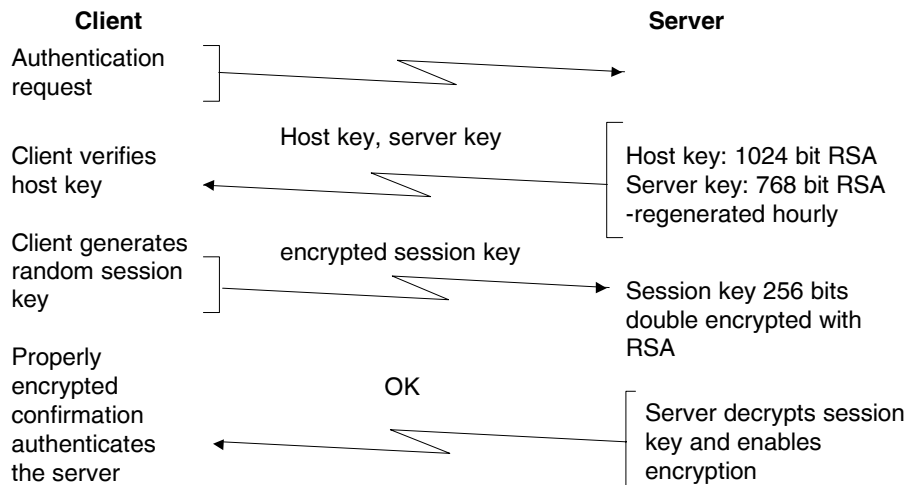 Client
Server
Authentication
request
Host key, server key
Client verifies
host key
Host key: 1024 bit RSA
Server key: 768 bit RSA
-regenerated hourly
Client generates
random session
key
encrypted session key
Session key 256 bits
double encrypted with
RSA
Properly
encrypted
confirmation
authenticates
the server
OK
Server decrypts session
key and enables
encryption